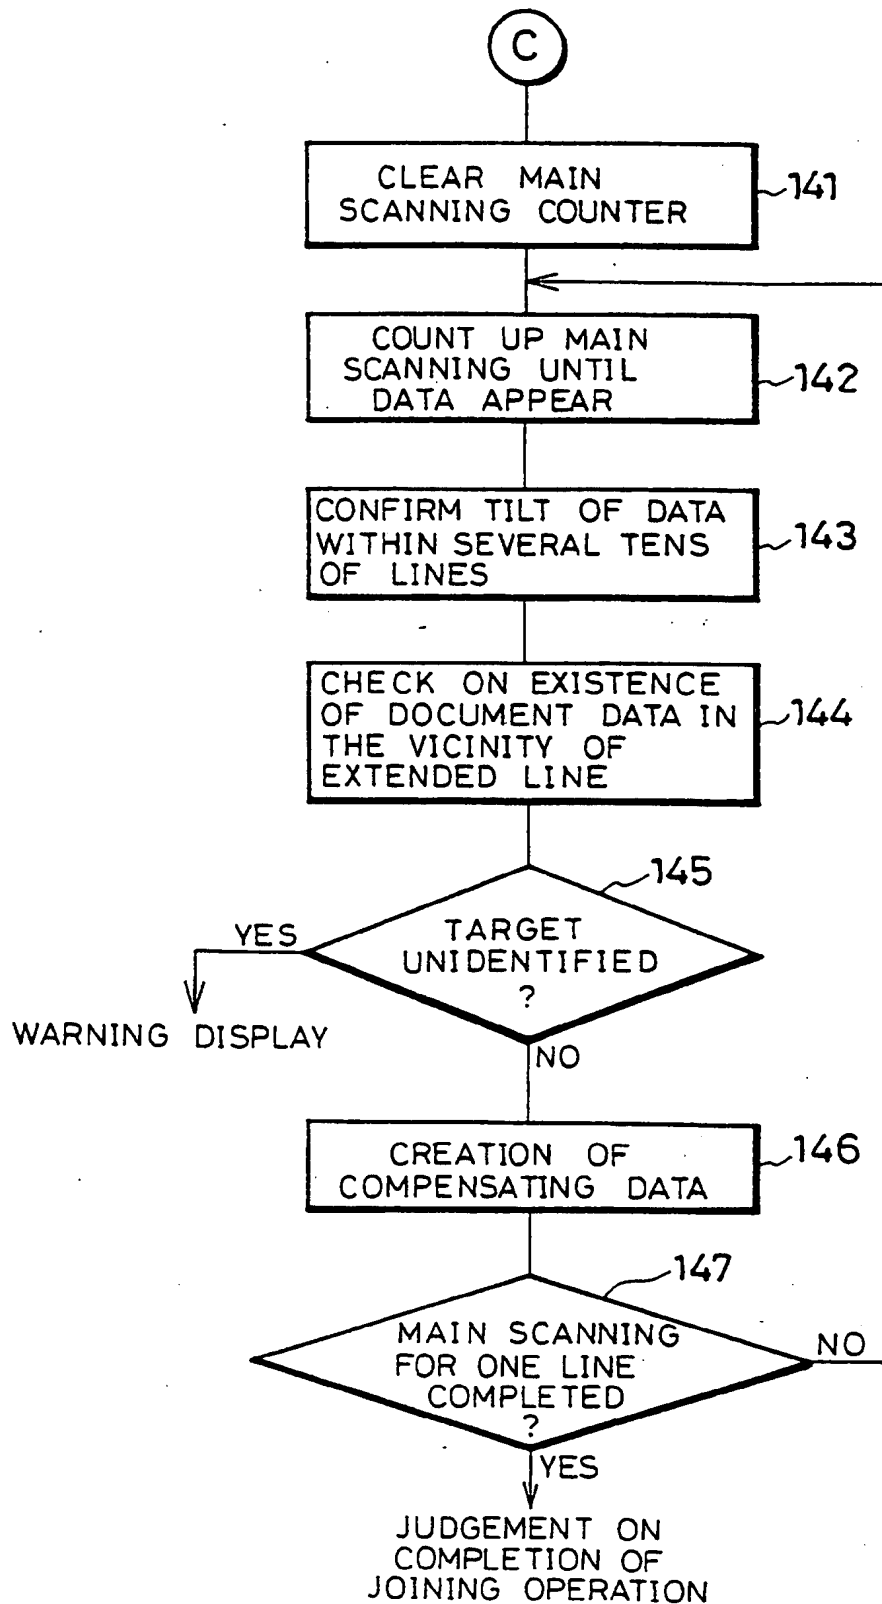 C
CLEAR MAIN
SCANNING COUNTER
141
COUNT UP MAIN
SCANNING UNTIL
DATA APPEAR
142
CONFIRM TILT OF DATA
WITHIN SEVERAL TENS
OF LINES
143
CHECK ON EXISTENCE
OF DOCUMENT DATA IN
THE VICINITY OF
EXTENDED LINE
144
145
TARGET
UNIDENTIFIED
?
YES
WARNING DISPLAY
NO
CREATION OF
COMPENSATING DATA
146
147
MAIN SCANNING
FOR ONE LINE
COMPLETED
?
NO
YES
JUDGEMENT ON
COMPLETION OF
JOINING OPERATION